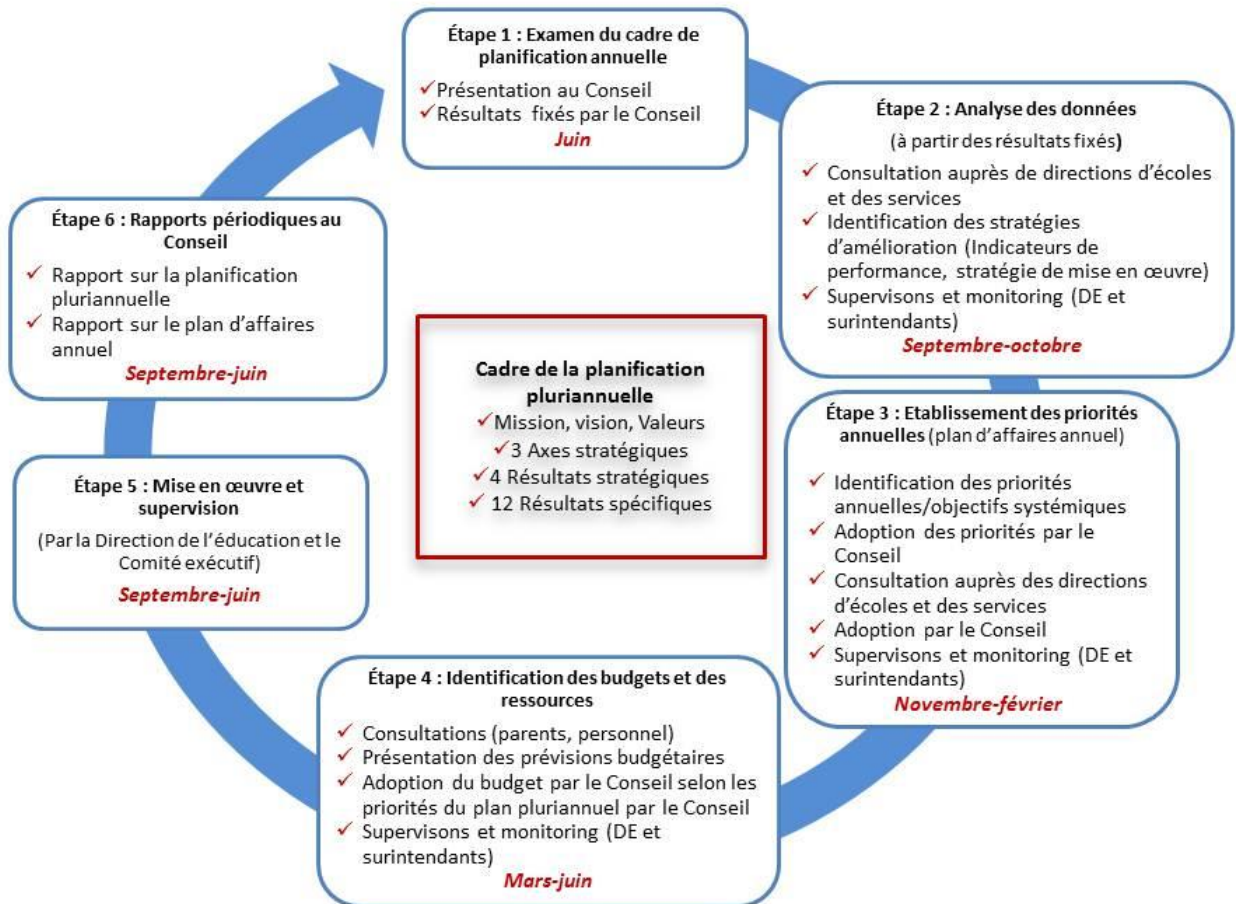 Étape 1 : Examen du cadre de
planification annuelle
✓Présentation au Conseil
✓Résultats fixés par le Conseil
Juin
Étape 2 : Analyse des données
(à partir des résultats fixés)
✓ Consultation auprès de directions d'écoles
et des services
✓ Identification des stratégies
d'amélioration (Indicateurs de
performance, stratégie de mise en œuvre)
✓ Supervisons et monitoring (DE et
surintendants)
Septembre-octobre
Étape 3 : Etablissement des priorités
annuelles (plan d'affaires annuel)
✓ Identification des priorités
annuelles/objectifs systémiques
✓ Adoption des priorités par le
Conseil
✓ Consultation auprès des directions
d'écoles et des services
✓ Adoption par le Conseil
✓ Supervisons et monitoring (DE et
surintendants)
Novembre-février
Étape 4 : Identification des budgets et des
ressources
✓ Consultations (parents, personnel)
✓ Présentation des prévisions budgétaires
✓ Adoption du budget par le Conseil selon les
priorités du plan pluriannuel par le Conseil
✓ Supervisons et monitoring (DE et
surintendants)
Mars-juin
Étape 5 : Mise en œuvre et
supervision
(Par la Direction de l'éducation et le
Comité exécutif)
Septembre-juin
Étape 6 : Rapports périodiques au
Conseil
✓ Rapport sur la planification
pluriannuelle
✓ Rapport sur le plan d'affaires
annuel
Septembre-juin
Cadre de la planification
pluriannuelle
✓Mission, vision, Valeurs
✓3 Axes stratégiques
✓4 Résultats stratégiques
✓ 12 Résultats spécifiques